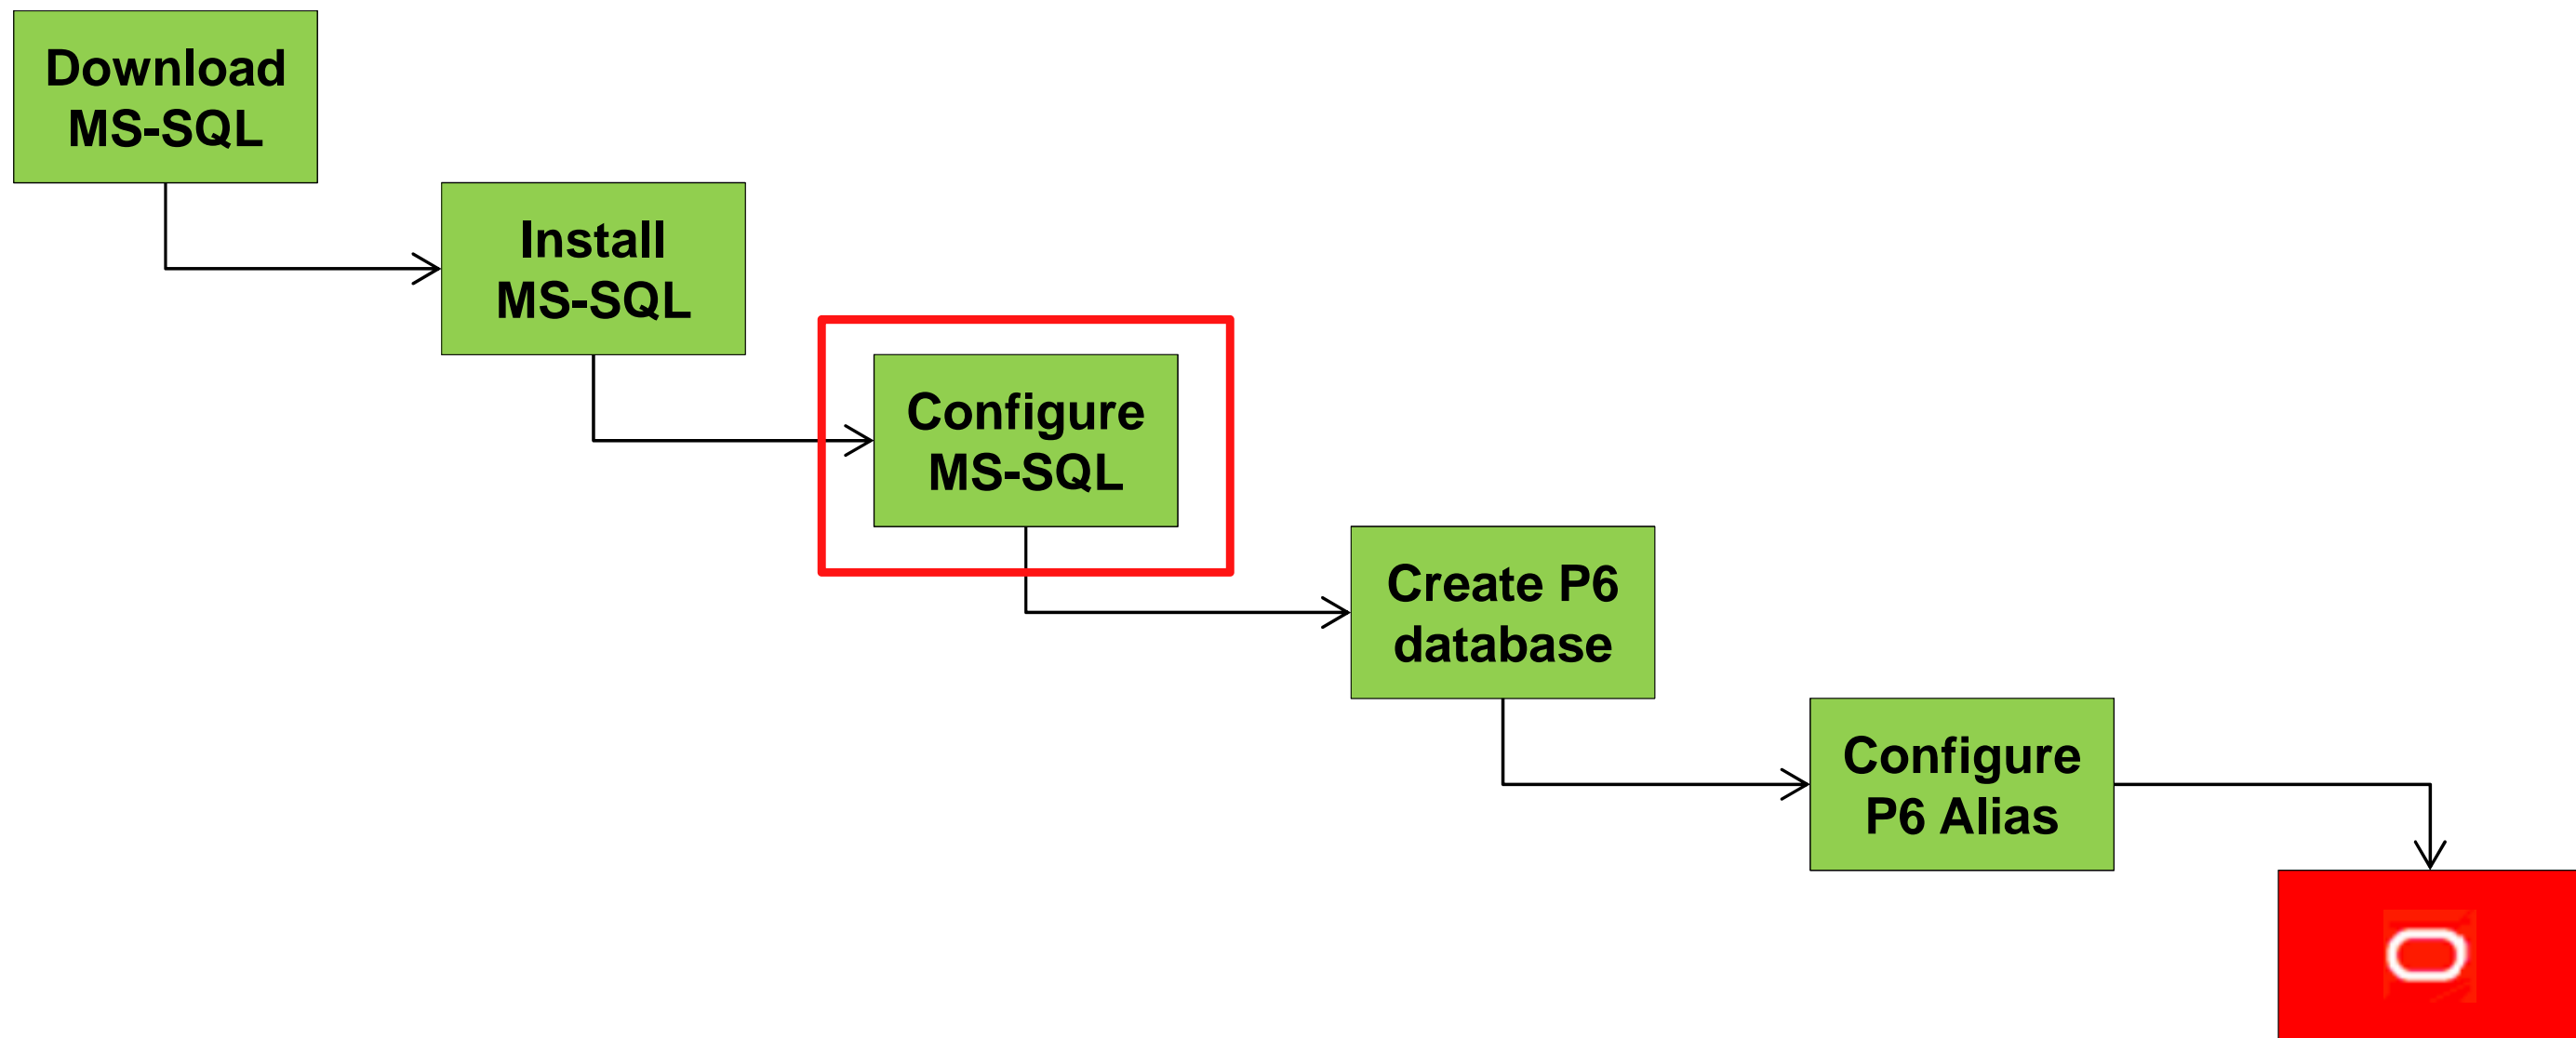 Download
MS-SQL
Install
MS-SQL
Configure
MS-SQL
Create P6
database
Configure
P6 Alias